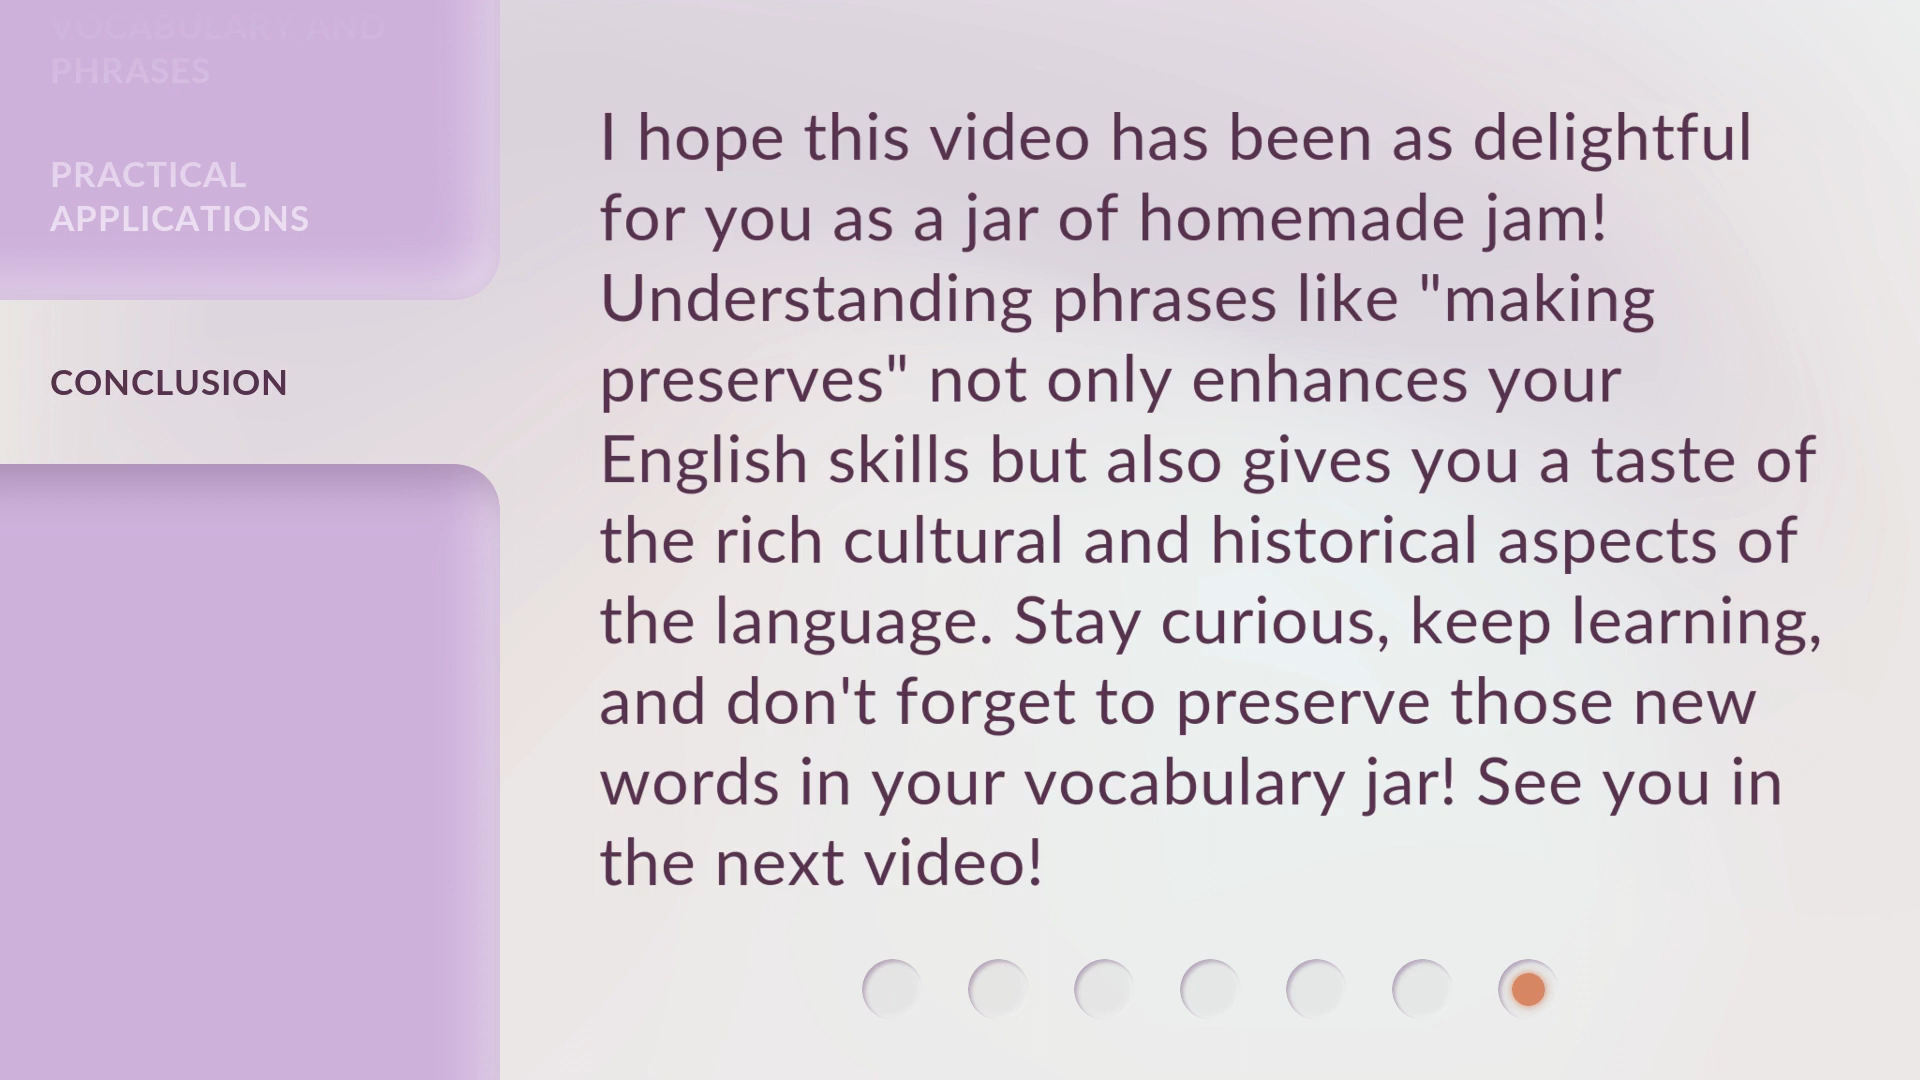 VOCABULARY AND
PHRASES
PRACTICAL
APPLICATIONS
CONCLUSION
I hope this video has been as delightful
for you as a jar of homemade jam!
Understanding phrases like "making
preserves" not only enhances your
English skills but also gives you a taste of
the rich cultural and historical aspects of
the language. Stay curious, keep learning,
and don't forget to preserve those new
words in your vocabulary jar! See you in
the next video!